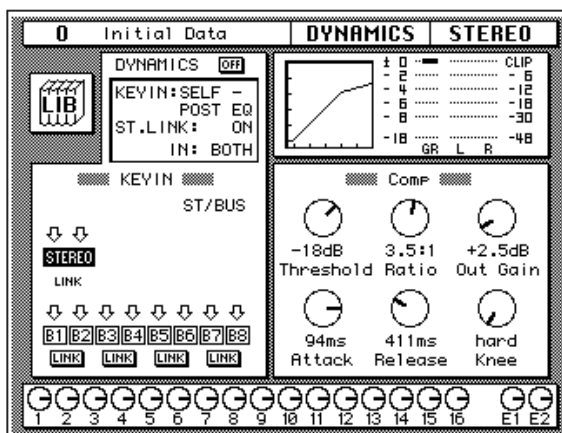 0 Initial Data DYNAMICS STEREO
LIB
DYNAMICS OFF
KEYIN:SELF -
POST EQ
ST.LINK: ON
IN: BOTH
± 0 CLIP
- 2 - 6
- 4 -12
- 6 -18
- 8 -30
-18 -48
GR L R
KEYIN
ST/BUS
STEREO
LINK
B1 B2 B3 B4 B5 B6 B7 B8
LINK LINK LINK LINK
Comp
-18dB 3.5:1 +2.5dB
Threshold Ratio Out Gain
94ms 411ms hard
Attack Release Knee
1 2 3 4 5 6 7 8 9 10 11 12 13 14 15 16 E1 E2